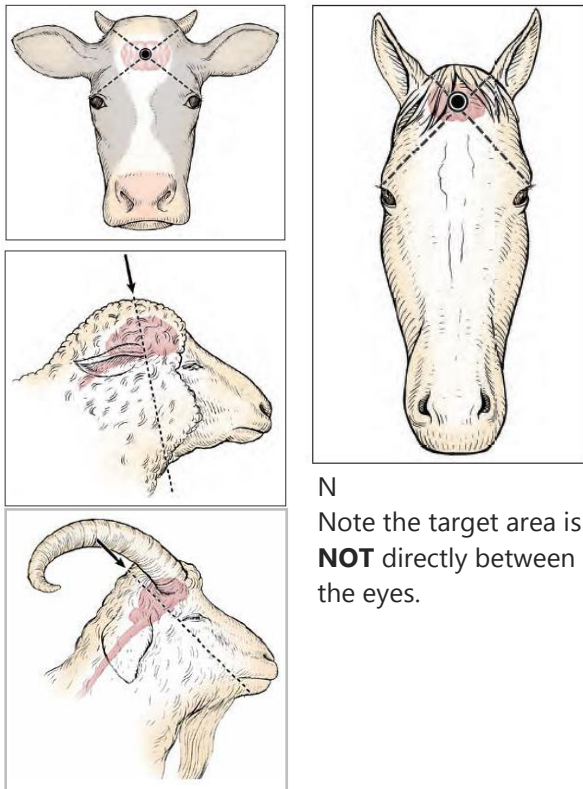 N
Note the target area is
NOT directly between
the eyes.